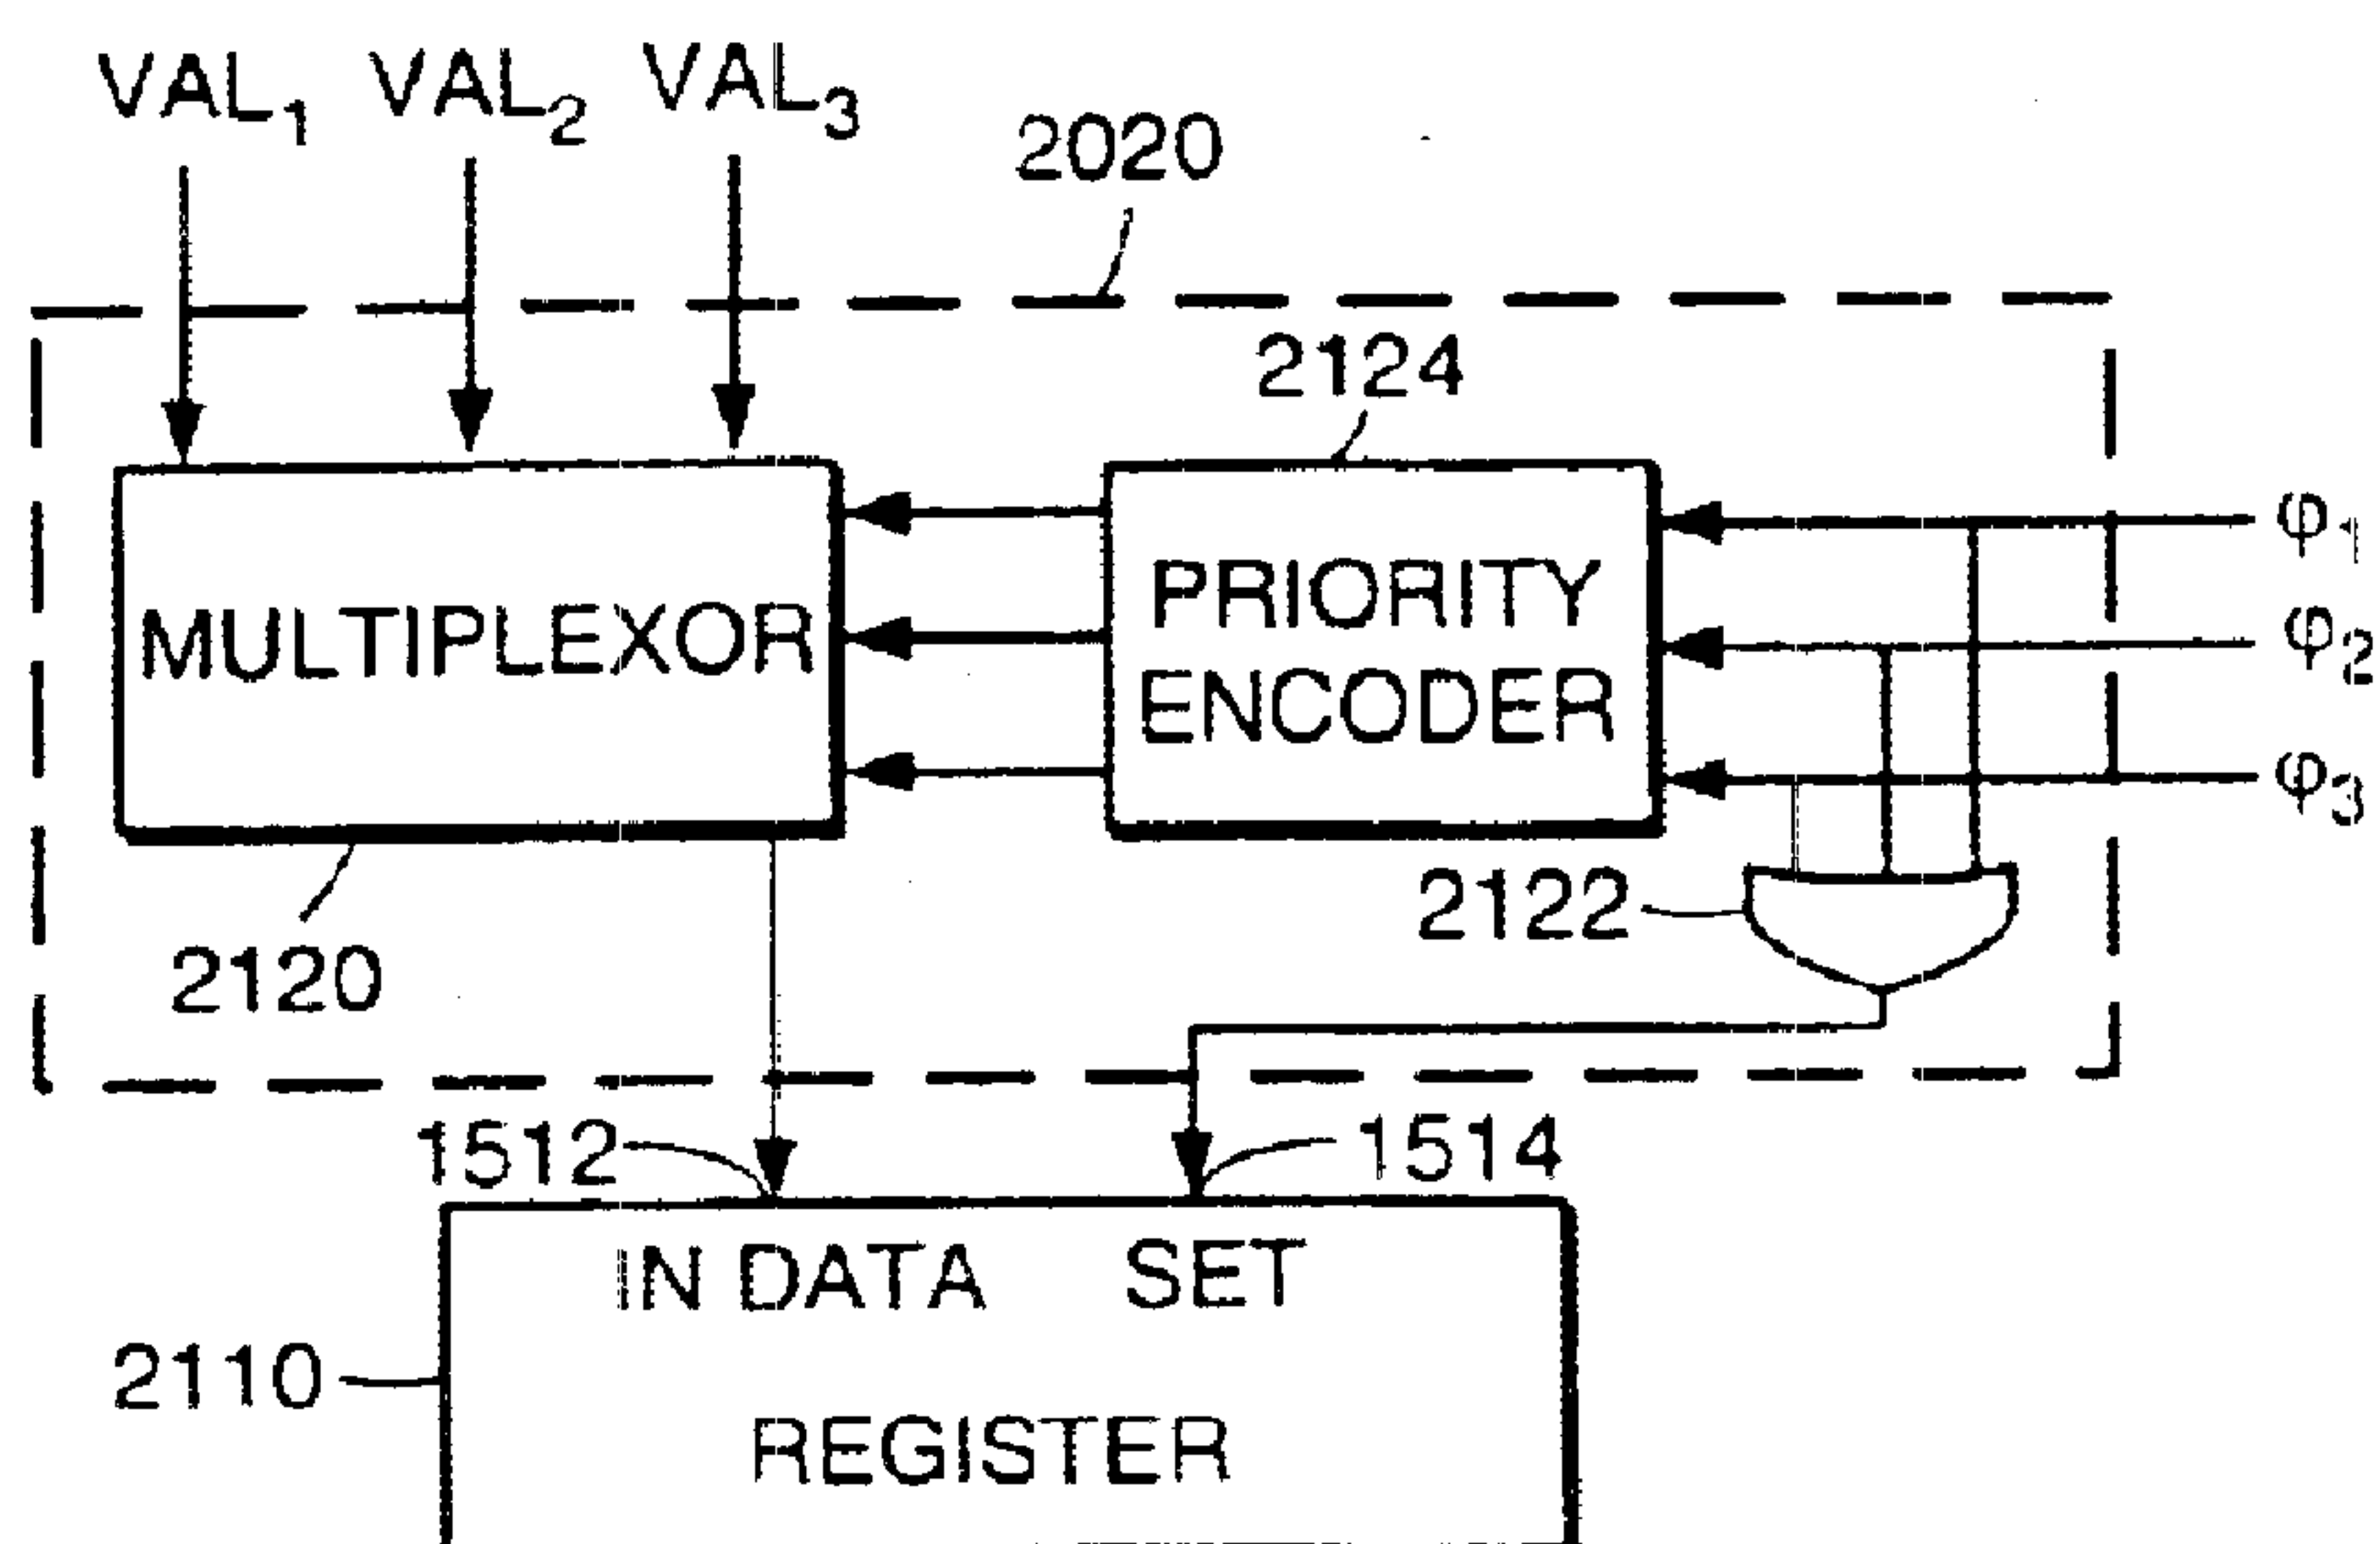 VAL1 VAL2 VAL3
2020
2124
φ1
MULTIPLEXOR
PRIORITY
ENCODER
φ2
φ3
2122
2120
1512
1514
IN DATA SET
2110
REGISTER